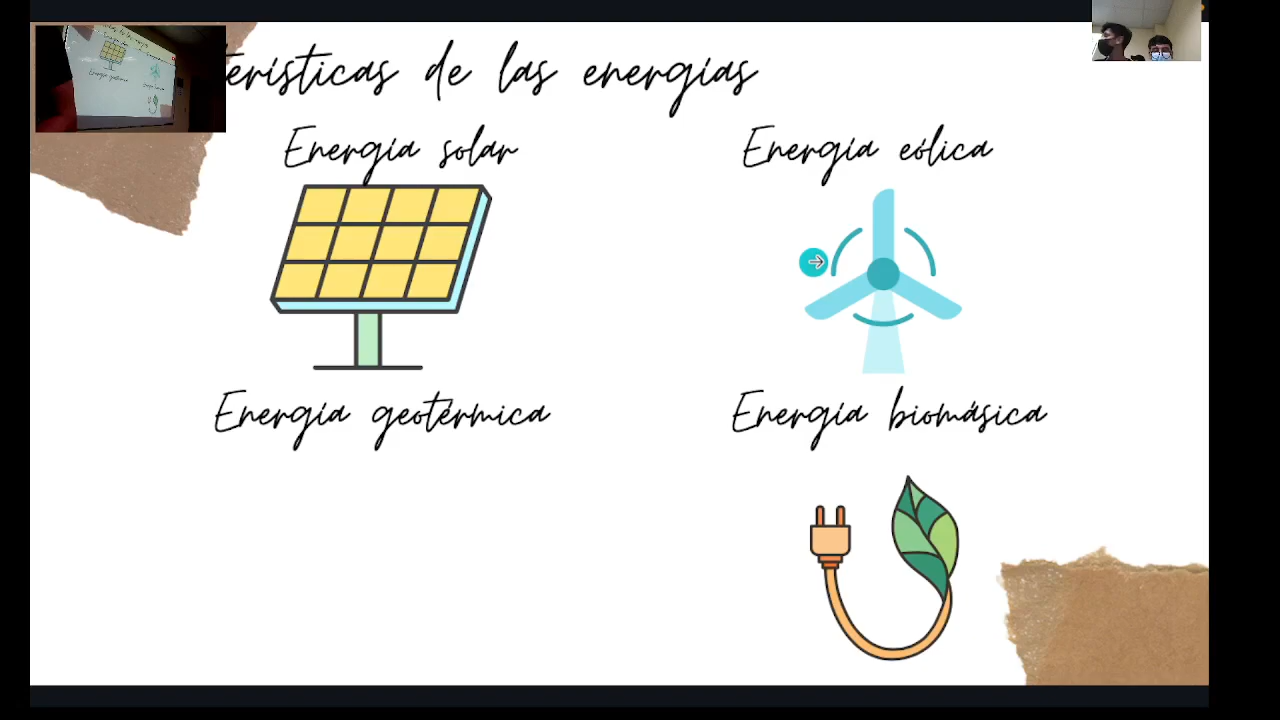 terísticas de las energías
Energía solar
Energía eólica
Energía geotérmica
Energía biomásica